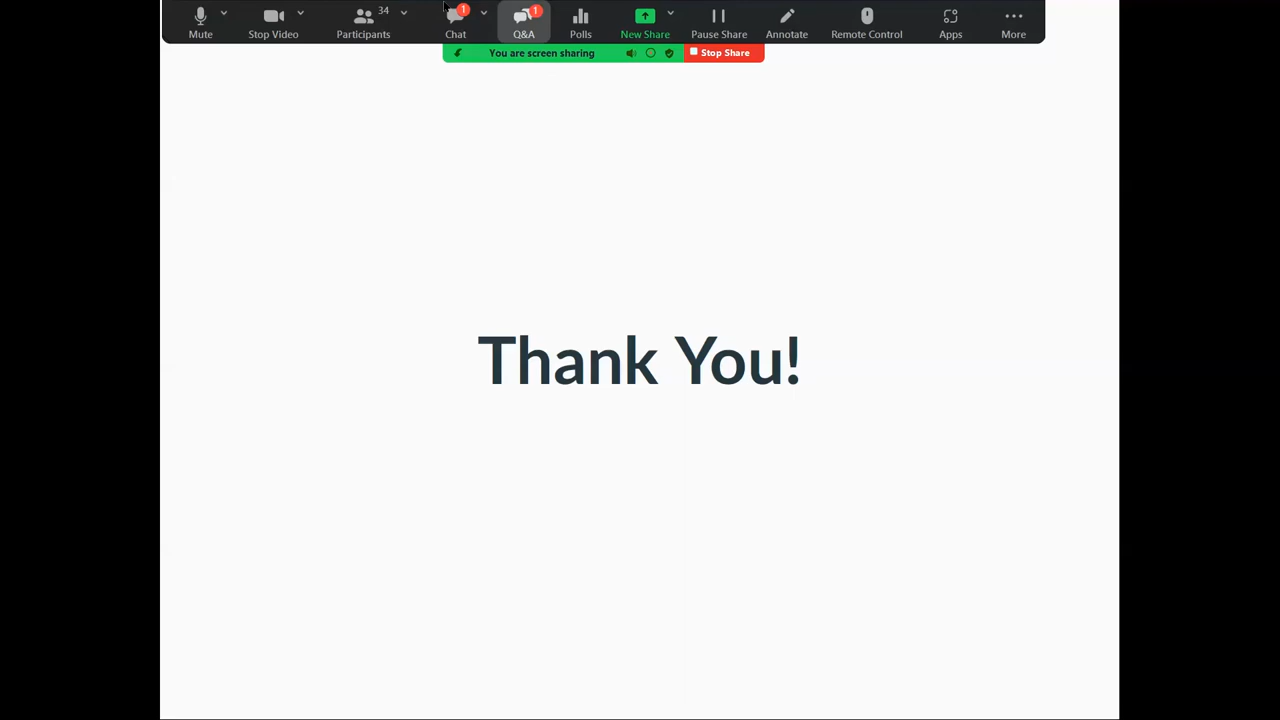 34 1 1
Mute Stop Video Participants Chat Q&A Polls New Share Pause Share Annotate Remote Control Apps More
You are screen sharing Stop Share
Thank You!